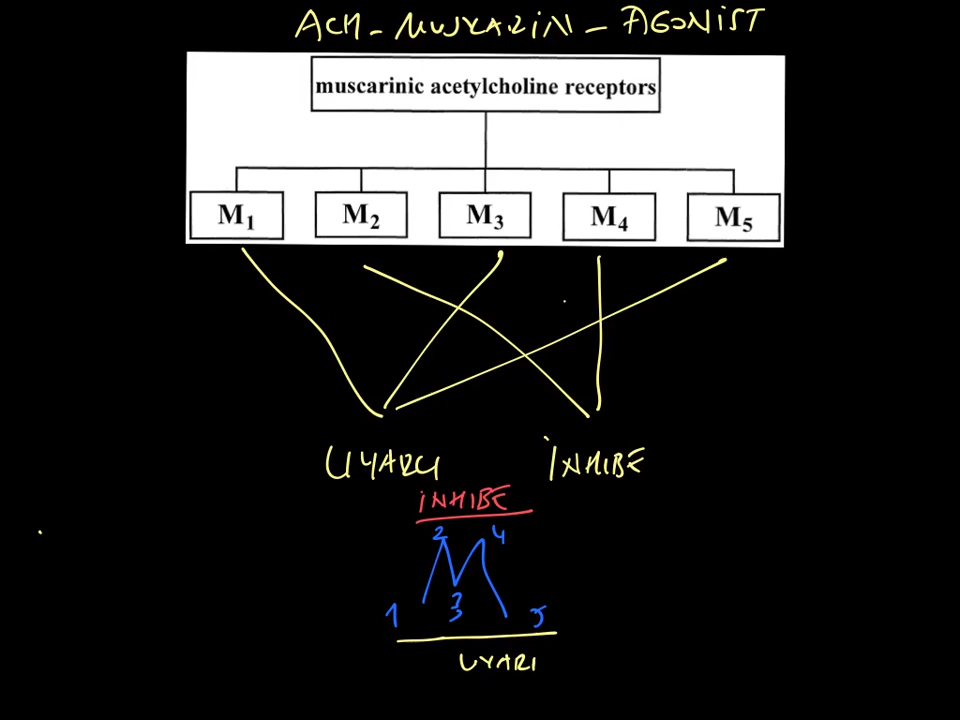 ACH - MUSKARİN - AGONİST
muscarinic acetylcholine receptors
M₁ M₂ M₃ M₄ M₅
UYARI İNHİBE
İNHİBE
2 4
M
1 3 5
UYARI